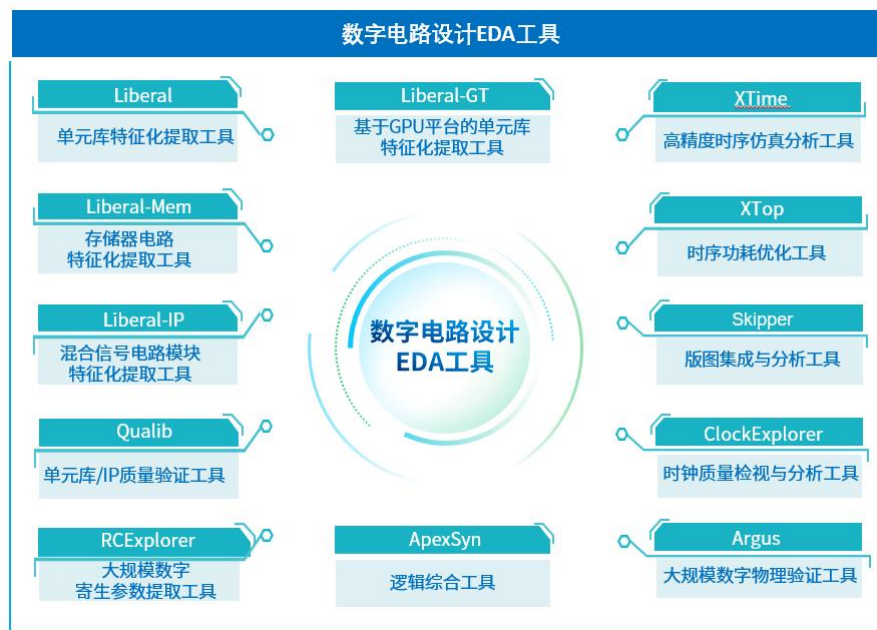 数字电路设计EDA工具
Liberal
单元库特征化提取工具
Liberal-GT
基于GPU平台的单元库
特征化提取工具
XTime
高精度时序仿真分析工具
Liberal-Mem
存储器电路
特征化提取工具
XTop
时序功耗优化工具
Liberal-IP
混合信号电路模块
特征化提取工具
数字电路设计
EDA工具
Skipper
版图集成与分析工具
Qualib
单元库/IP质量验证工具
ClockExplorer
时钟质量检视与分析工具
RCExplorer
大规模数字
寄生参数提取工具
ApexSyn
逻辑综合工具
Argus
大规模数字物理验证工具